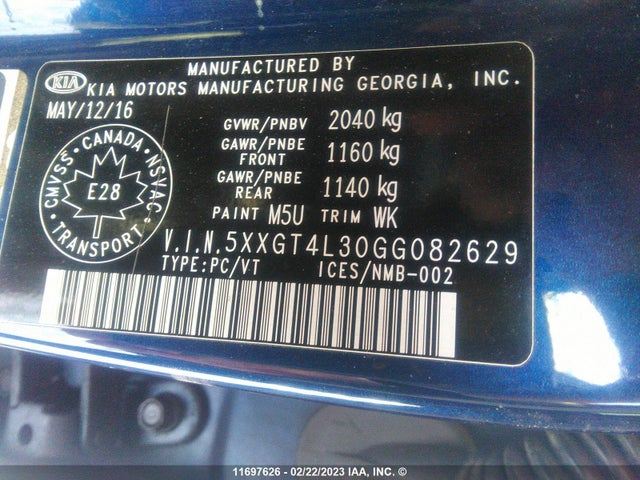 MANUFACTURED BY
KIA KIA MOTORS MANUFACTURING GEORGIA, INC.
MAY/12/16
GVWR/PNBV 2040 kg
GAWR/PNBE FRONT 1160 kg
GAWR/PNBE REAR 1140 kg
PAINT M5U TRIM WK
CMVSS · CANADA · NSVAC · TRANSPORT ·
E28
V.I.N.5XXGT4L30GG082629
TYPE:PC/VT ICES/NMB-002
11697626 - 02/22/2023 IAA, INC. ©